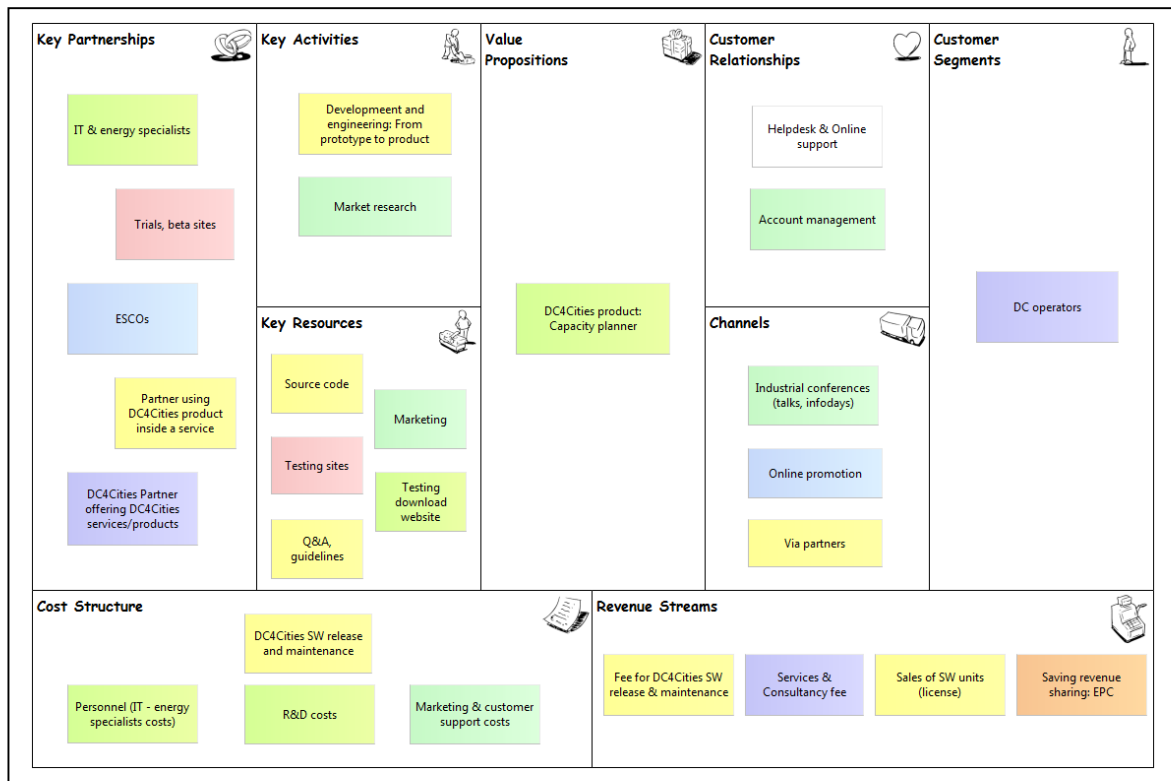 Key Partnerships
IT & energy specialists
Trials, beta sites
ESCOs
Partner using
DC4Cities product
inside a service
DC4Cities Partner
offering DC4Cities
services/products
Key Activities
Developmeent and
engineering: From
prototype to product
Market research
Key Resources
Source code
Marketing
Testing sites
Testing
download
website
Q&A,
guidelines
Value
Propositions
DC4Cities product:
Capacity planner
Customer
Relationships
Helpdesk & Online
support
Account management
Channels
Industrial conferences
(talks, infodays)
Online promotion
Via partners
Customer
Segments
DC operators
Cost Structure
DC4Cities SW release
and maintenance
Personnel (IT - energy
specialists costs)
R&D costs
Marketing & customer
support costs
Revenue Streams
Fee for DC4Cities SW
release & maintenance
Services &
Consultancy fee
Sales of SW units
(license)
Saving revenue
sharing: EPC